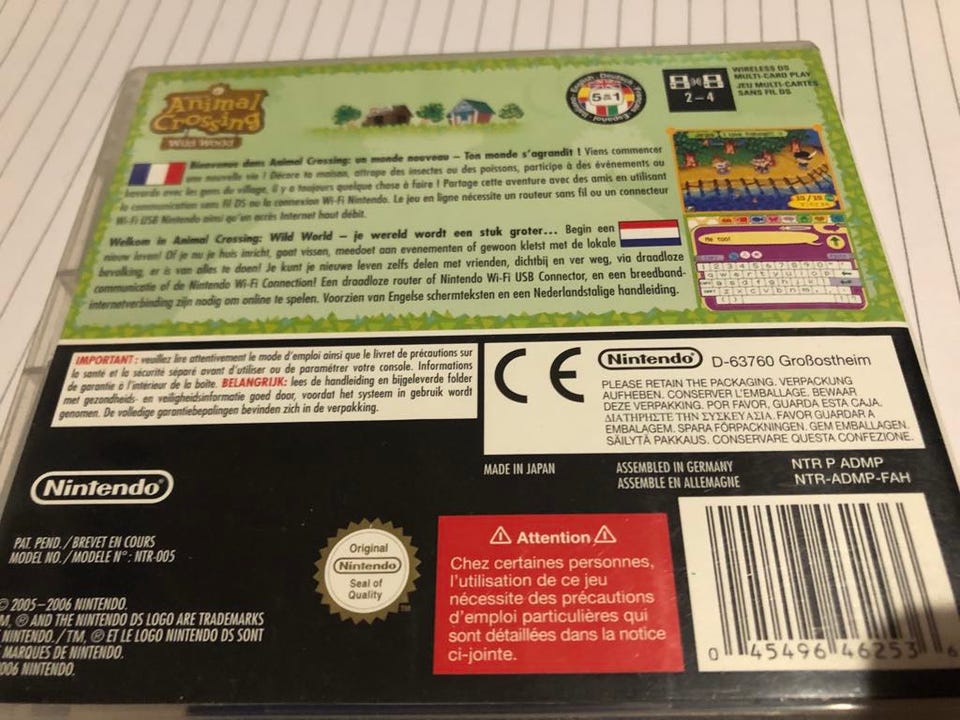 Animal
Crossing
Wild World
English Deutsch Français Español Italiano
5 in 1
2 – 4
WIRELESS DS
MULTI-CARD PLAY
JEU MULTI-CARTES
SANS FIL DS
Bienvenue dans Animal Crossing: un monde nouveau – Ton monde s'agrandit ! Viens commencer
une nouvelle vie ! Décore ta maison, attrape des insectes ou des poissons, participe à des événements ou
bavarde avec les gens du village, il y a toujours quelque chose à faire ! Partage cette aventure avec des amis en utilisant
la communication sans fil DS ou la connexion Wi-Fi Nintendo. Le jeu en ligne nécessite un routeur sans fil ou un connecteur
Wi-Fi USB Nintendo ainsi qu'un accès Internet haut débit.
Welkom in Animal Crossing: Wild World – je wereld wordt een stuk groter... Begin een
nieuw leven! Of je nu je huis inricht, gaat vissen, meedoet aan evenementen of gewoon kletst met de lokale
bevolking, er is van alles te doen! Je kunt je nieuwe leven zelfs delen met vrienden, dichtbij en ver weg, via draadloze
communicatie of de Nintendo Wi-Fi Connection! Een draadloze router of Nintendo Wi-Fi USB Connector, en een breedband-
internetverbinding zijn nodig om online te spelen. Voorzien van Engelse schermteksten en een Nederlandstalige handleiding.
Me too!
IMPORTANT : veuillez lire attentivement le mode d'emploi ainsi que le livret de précautions sur
la santé et la sécurité séparé avant d'utiliser ou de paramétrer votre console. Informations
de garantie à l'intérieur de la boîte. BELANGRIJK: lees de handleiding en bijgeleverde folder
met gezondheids- en veiligheidsinformatie goed door, voordat het systeem in gebruik wordt
genomen. De volledige garantiebepalingen bevinden zich in de verpakking.
CE
Nintendo® D-63760 Großostheim
PLEASE RETAIN THE PACKAGING. VERPACKUNG
AUFHEBEN. CONSERVER L'EMBALLAGE. BEWAAR
DEZE VERPAKKING. POR FAVOR, GUARDA ESTA CAJA.
ΔΙΑΤΗΡΗΣΤΕ ΤΗΝ ΣΥΣΚΕΥΑΣΙΑ. FAVOR GUARDAR A
EMBALAGEM. SPARA FÖRPACKNINGEN. GEM EMBALLAGEN.
SÄILYTÄ PAKKAUS. CONSERVARE QUESTA CONFEZIONE.
MADE IN JAPAN
ASSEMBLED IN GERMANY
ASSEMBLE EN ALLEMAGNE
NTR P ADMP
NTR-ADMP-FAH
Nintendo®
PAT. PEND. / BREVET EN COURS
MODEL NO. / MODÈLE N° : NTR-005
Original
Nintendo
Seal of
Quality
TM
© 2005–2006 NINTENDO.
, ® AND THE NINTENDO DS LOGO ARE TRADEMARKS
NINTENDO. / TM, ® ET LE LOGO NINTENDO DS SONT
MARQUES DE NINTENDO.
2006 NINTENDO.
Attention
Chez certaines personnes,
l'utilisation de ce jeu
nécessite des précautions
d'emploi particulières qui
sont détaillées dans la notice
ci-jointe.
0 45496 46253 6